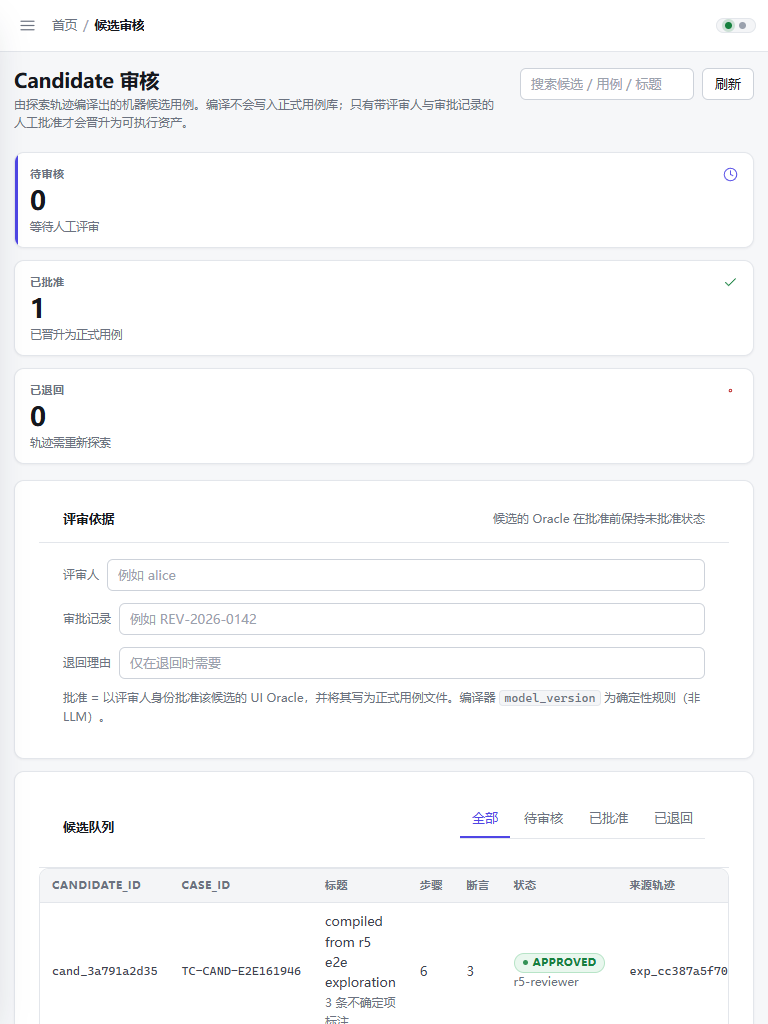 首页 / 候选审核
Candidate 审核
由探索轨迹编译出的机器候选用例。编译不会写入正式用例库；只有带评审人与审批记录的
人工批准才会晋升为可执行资产。
搜索候选 / 用例 / 标题
刷新
待审核
0
等待人工评审
已批准
1
已晋升为正式用例
已退回
0
轨迹需重新探索
评审依据
候选的 Oracle 在批准前保持未批准状态
评审人
例如 alice
审批记录
例如 REV-2026-0142
退回理由
仅在退回时需要
批准 = 以评审人身份批准该候选的 UI Oracle，并将其写为正式用例文件。编译器 model_version 为确定性规则（非
LLM）。
候选队列
全部 待审核 已批准 已退回
CANDIDATE_ID CASE_ID 标题 步骤 断言 状态 来源轨迹
cand_3a791a2d35
TC-CAND-E2E161946
compiled
from r5
e2e
exploration
3 条不确定项
标注
6
3
APPROVED
r5-reviewer
exp_cc387a5f70